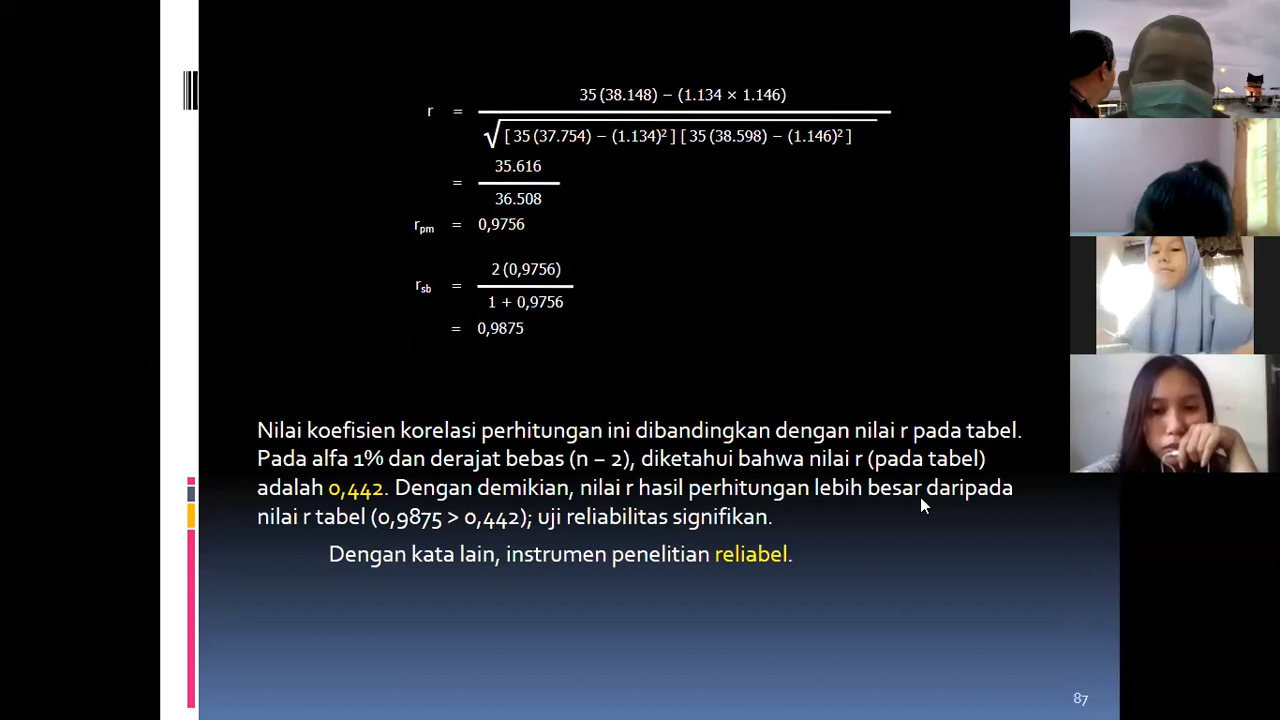 35 (38.148) − (1.134 × 1.146)
r =
√ [ 35 (37.754) − (1.134)² ] [ 35 (38.598) − (1.146)² ]
35.616
=
36.508
rpm = 0,9756
2 (0,9756)
rsb =
1 + 0,9756
= 0,9875
Nilai koefisien korelasi perhitungan ini dibandingkan dengan nilai r pada tabel.
Pada alfa 1% dan derajat bebas (n – 2), diketahui bahwa nilai r (pada tabel)
adalah 0,442. Dengan demikian, nilai r hasil perhitungan lebih besar daripada
nilai r tabel (0,9875 > 0,442); uji reliabilitas signifikan.
Dengan kata lain, instrumen penelitian reliabel.
87